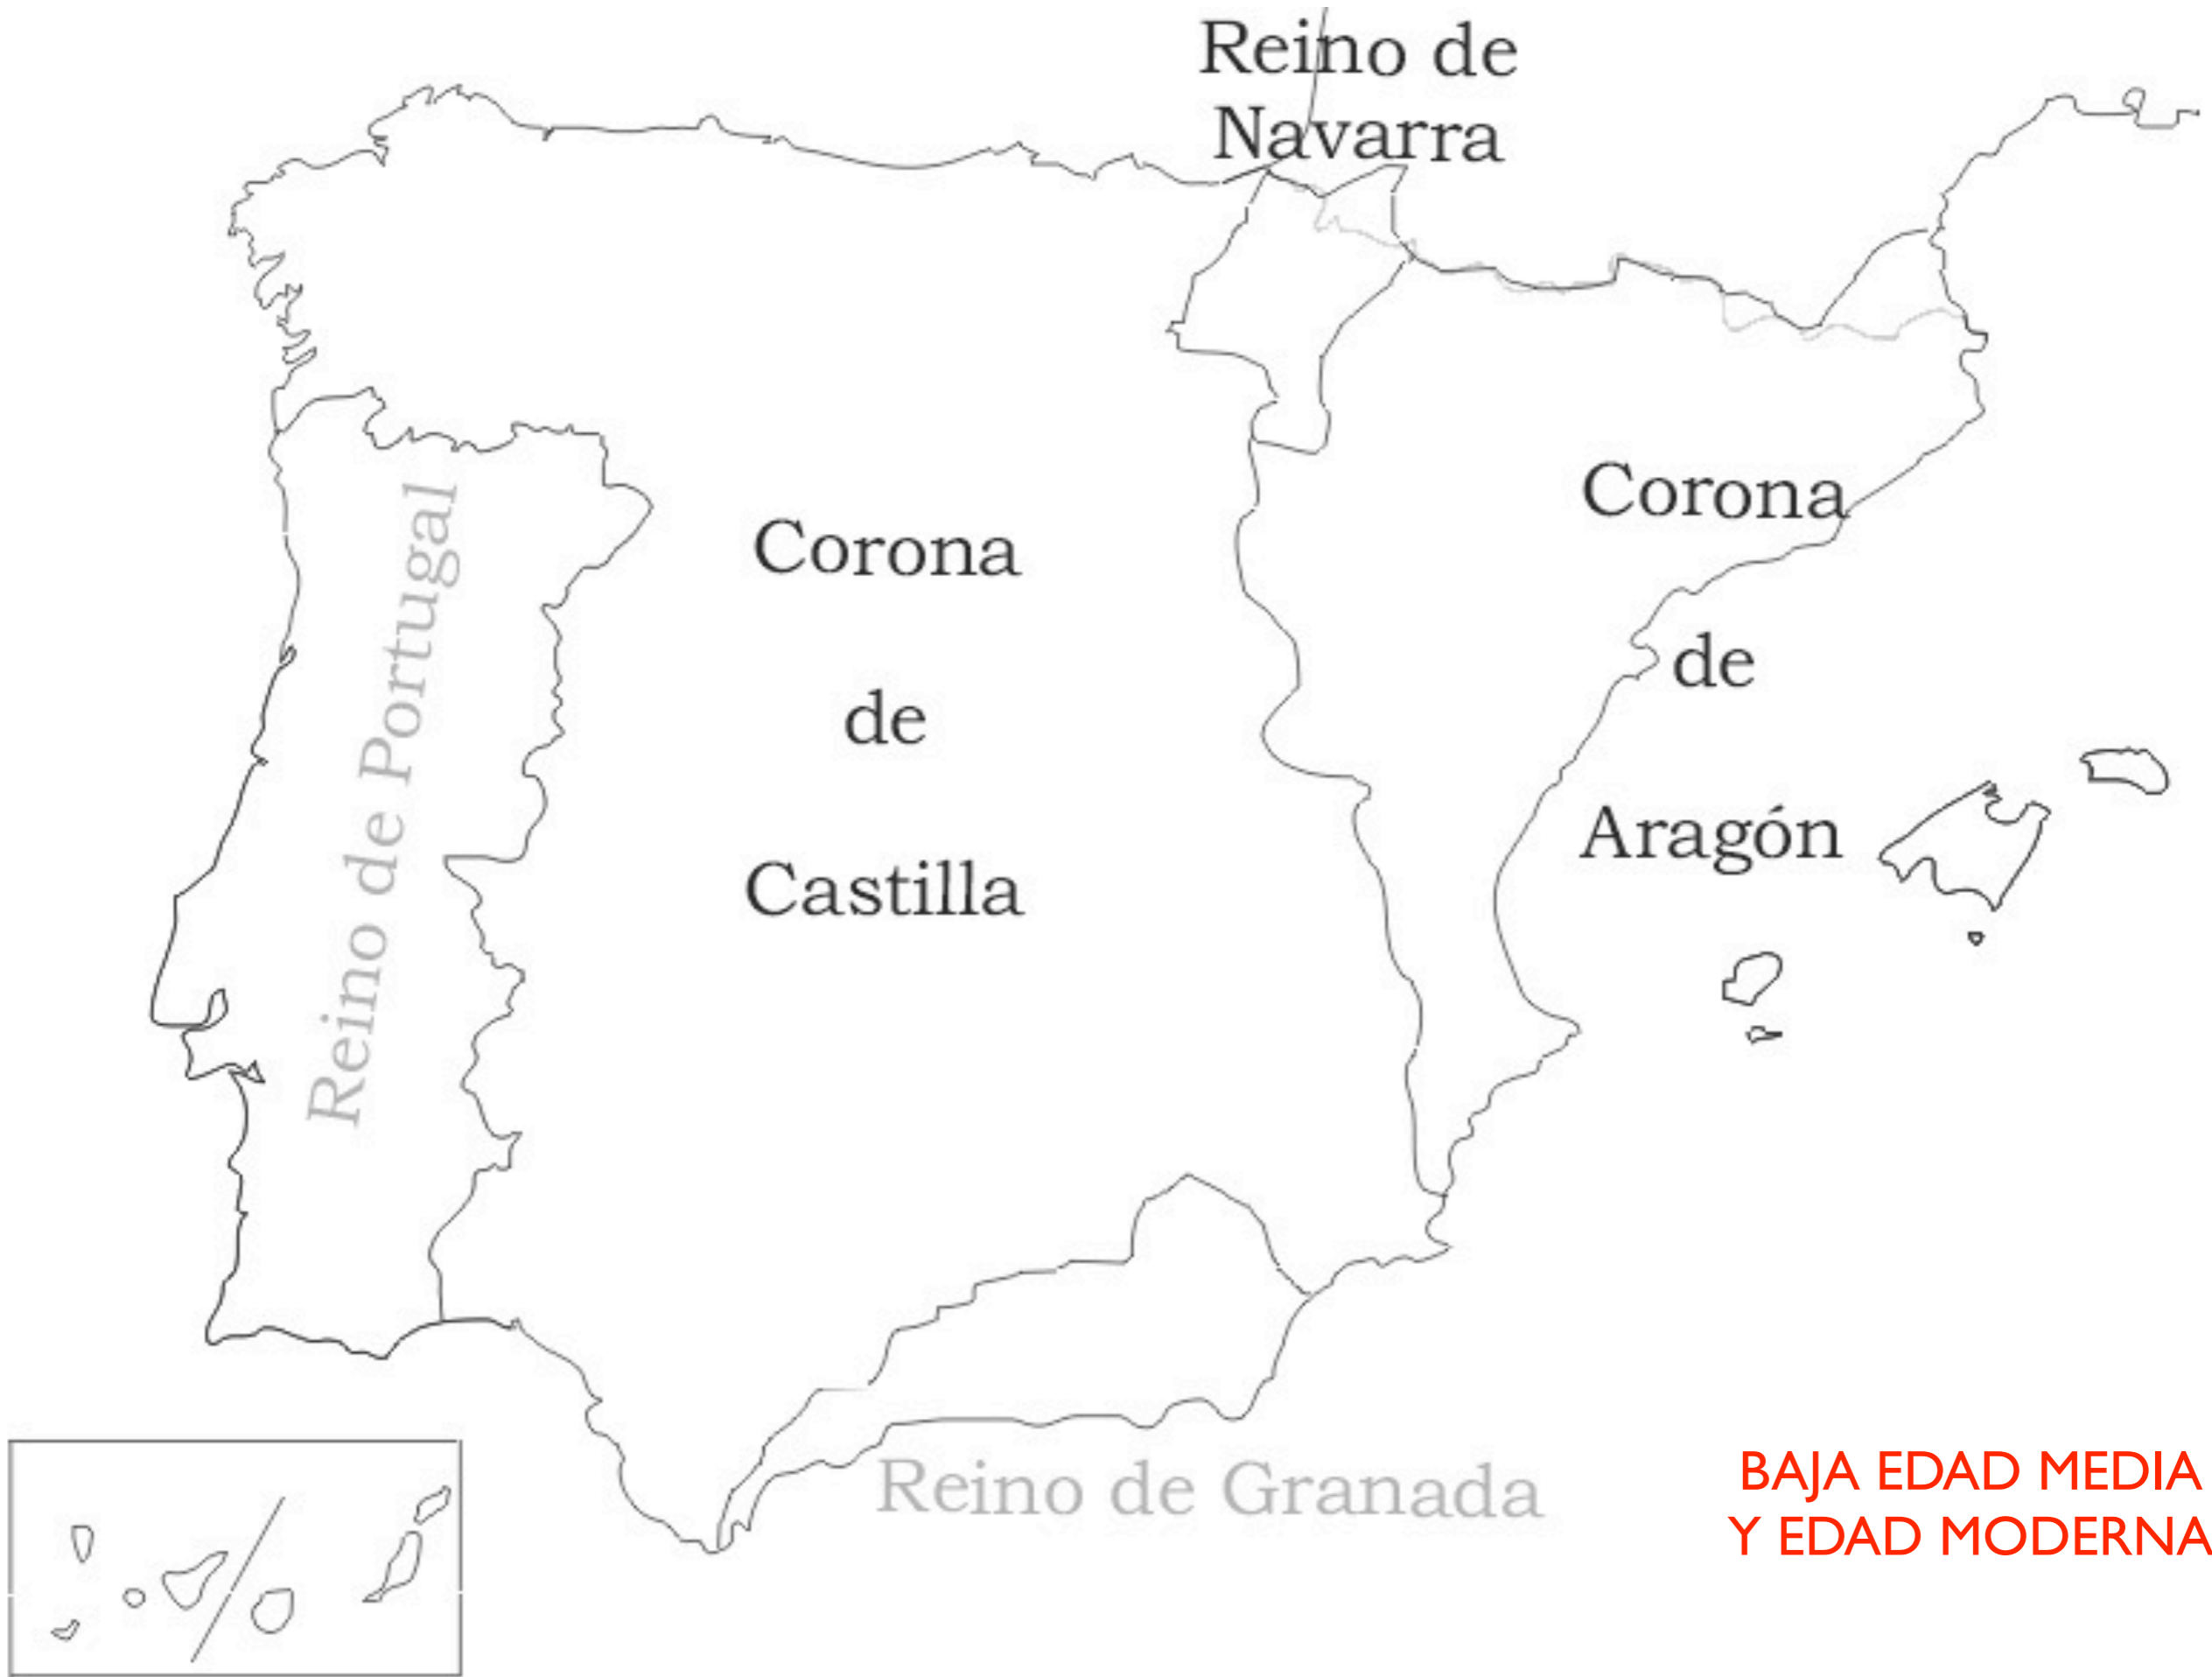 Reino de
Navarra
Corona
de
Castilla
Corona
de
Aragón
Reino de Portugal
Reino de Granada
BAJA EDAD MEDIA
Y EDAD MODERNA